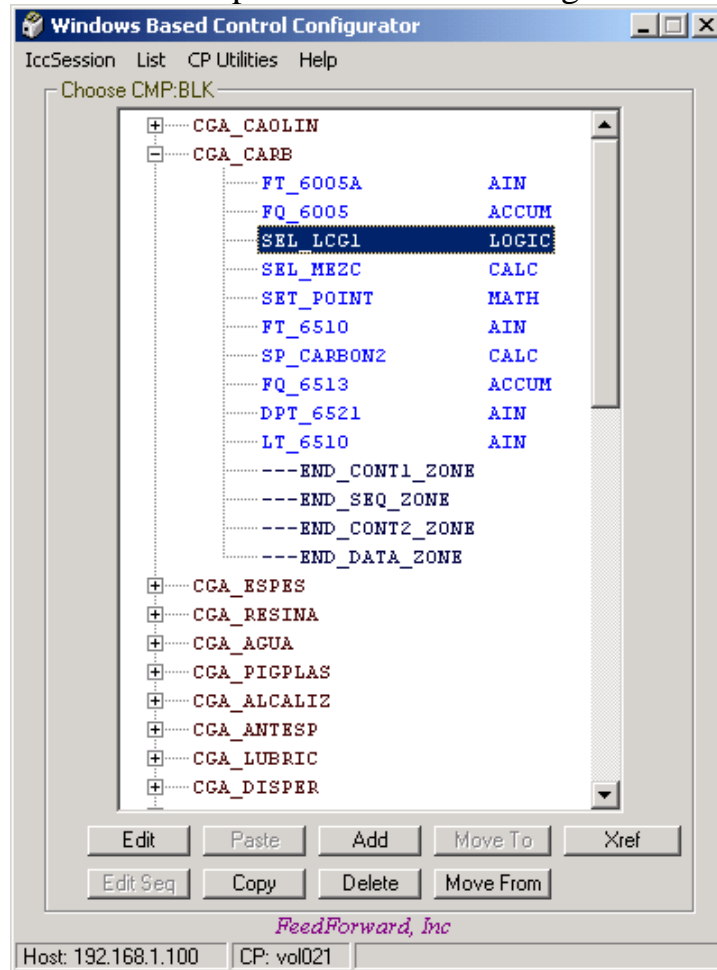 Windows Based Control Configurator
IccSession List CP Utilities Help
Choose CMP:BLK
CGA_CAOLIN
CGA_CARB
FT_6005A AIN
FQ_6005 ACCUM
SEL_LCG1 LOGIC
SEL_MEZC CALC
SET_POINT MATH
FT_6510 AIN
SP_CARBON2 CALC
FQ_6513 ACCUM
DPT_6521 AIN
LT_6510 AIN
---END_CONT1_ZONE
---END_SEQ_ZONE
---END_CONT2_ZONE
---END_DATA_ZONE
CGA_ESPES
CGA_RESINA
CGA_AGUA
CGA_PIGPLAS
CGA_ALCALIZ
CGA_ANTESP
CGA_LUBRIC
CGA_DISPER
Edit Paste Add Move To Xref
Edit Seq Copy Delete Move From
FeedForward, Inc
Host: 192.168.1.100 CP: vol021